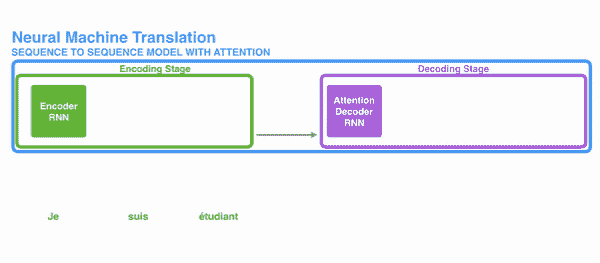 Neural Machine Translation
SEQUENCE TO SEQUENCE MODEL WITH ATTENTION
Encoding Stage
Decoding Stage
Encoder
RNN
Attention
Decoder
RNN
Je suis étudiant